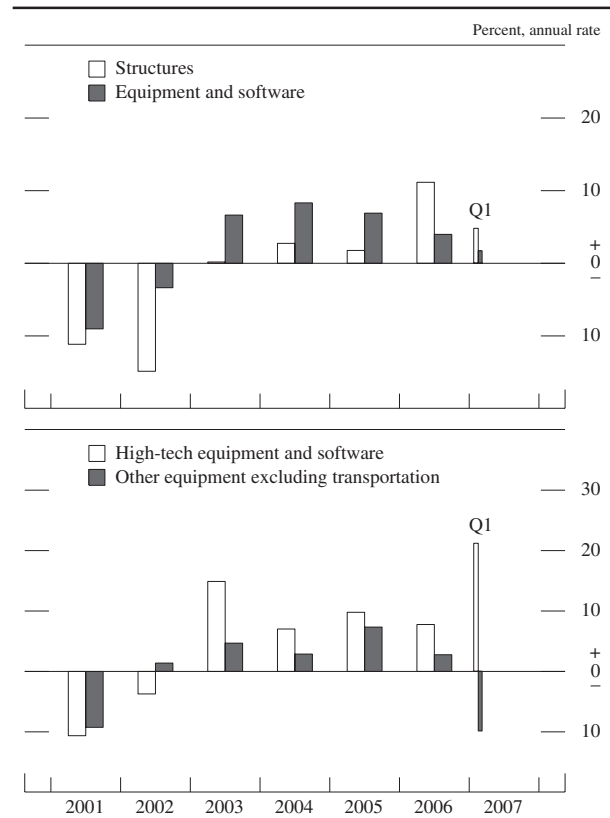 Percent, annual rate
Structures
Equipment and software
20
10
Q1
+
0
−
10
High-tech equipment and software
Other equipment excluding transportation
30
Q1
20
10
+
0
−
10
2001 2002 2003 2004 2005 2006 2007